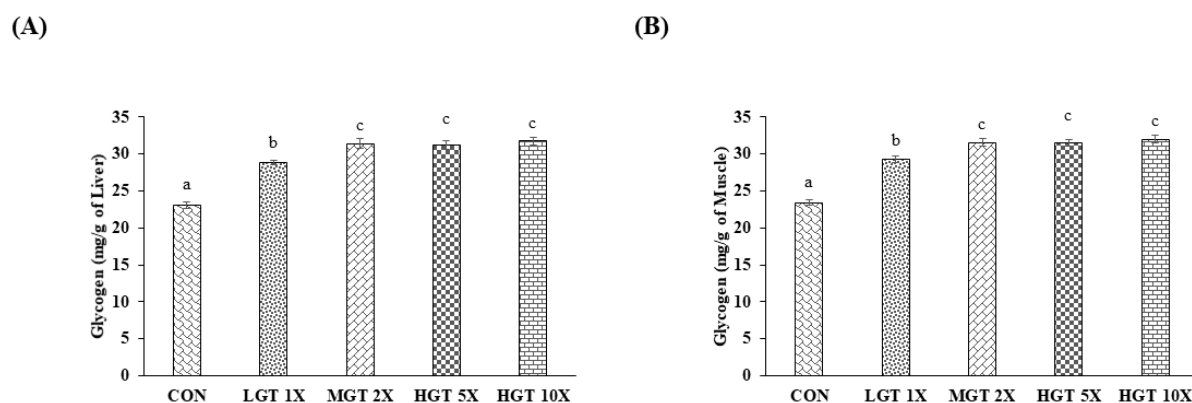 (A)
Glycogen (mg/g of Liver)
35
30
25
20
15
10
5
0
a
b
c
c
c
CON LGT 1X MGT 2X HGT 5X HGT 10X
(B)
Glycogen (mg/g of Muscle)
35
30
25
20
15
10
5
0
a
b
c
c
c
CON LGT 1X MGT 2X HGT 5X HGT 10X